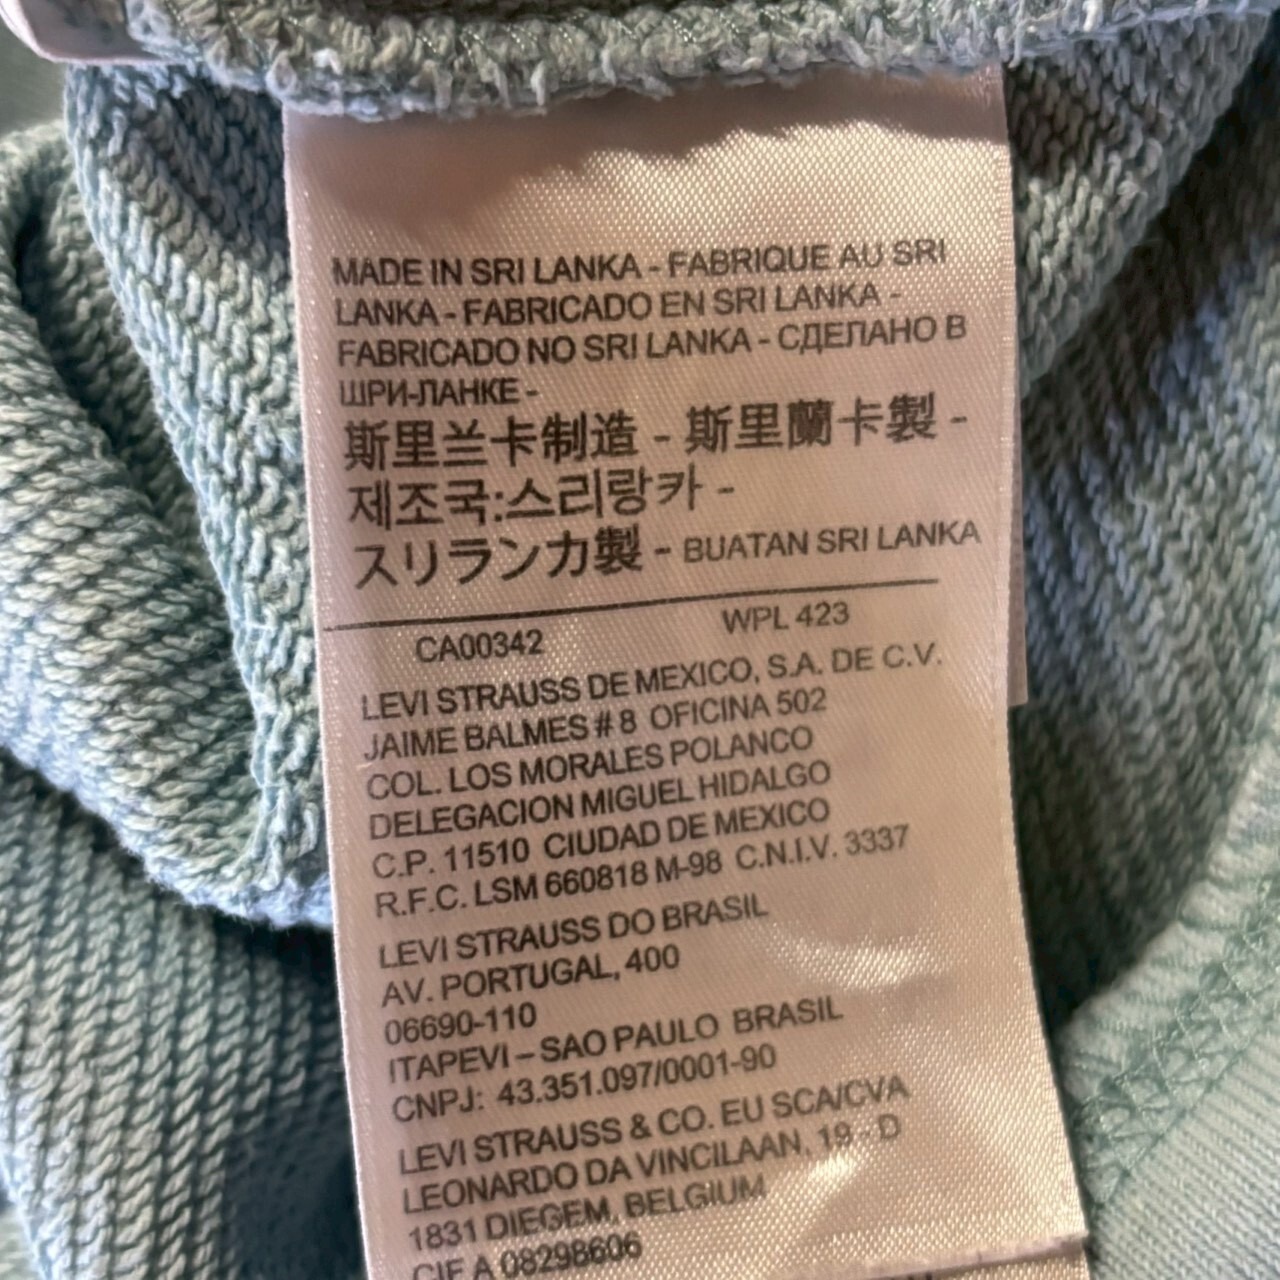 MADE IN SRI LANKA - FABRIQUE AU SRI
LANKA - FABRICADO EN SRI LANKA -
FABRICADO NO SRI LANKA - СДЕЛАНО В
ШРИ-ЛАНКЕ -
斯里兰卡制造 - 斯里蘭卡製 -
제조국:스리랑카 -
スリランカ製 - BUATAN SRI LANKA
CA00342 WPL 423
LEVI STRAUSS DE MEXICO, S.A. DE C.V.
JAIME BALMES # 8 OFICINA 502
COL. LOS MORALES POLANCO
DELEGACION MIGUEL HIDALGO
C.P. 11510 CIUDAD DE MEXICO
R.F.C. LSM 660818 M-98 C.N.I.V. 3337
LEVI STRAUSS DO BRASIL
AV. PORTUGAL, 400
06690-110
ITAPEVI – SAO PAULO BRASIL
CNPJ: 43.351.097/0001-90
LEVI STRAUSS & CO. EU SCA/CVA
LEONARDO DA VINCILAAN, 19 - D
1831 DIEGEM, BELGIUM
CIF A 08298606